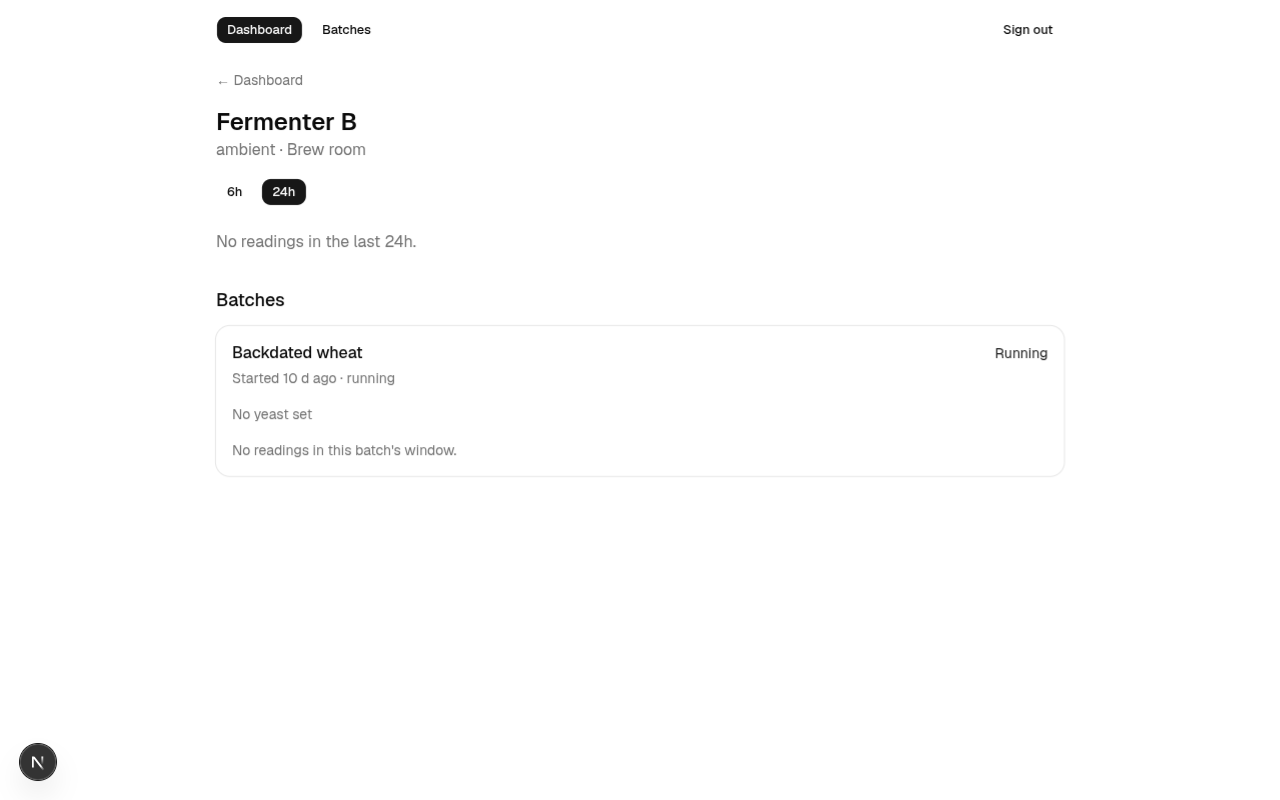 Dashboard Batches Sign out
← Dashboard
Fermenter B
ambient · Brew room
6h 24h
No readings in the last 24h.
Batches
Backdated wheat Running
Started 10 d ago · running
No yeast set
No readings in this batch's window.
N